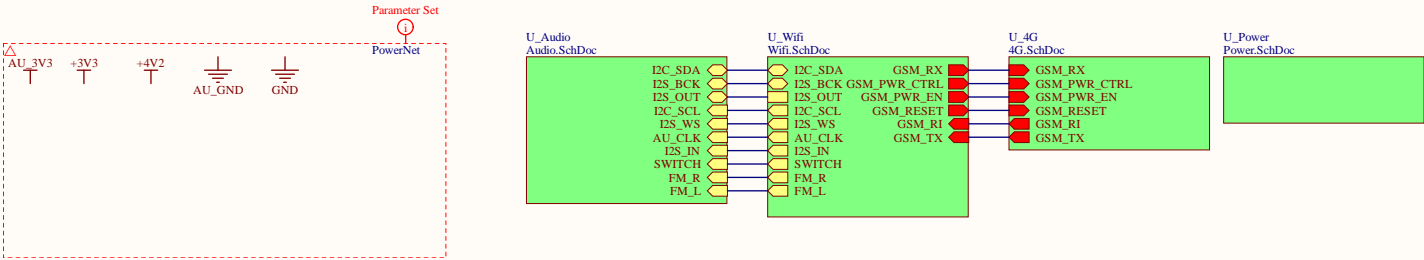 Parameter Set
i
PowerNet
AU_3V3
+3V3
+4V2
AU_GND
GND
U_Audio
Audio.SchDoc
I2C_SDA
I2S_BCK
I2S_OUT
I2C_SCL
I2S_WS
AU_CLK
I2S_IN
SWITCH
FM_R
FM_L
U_Wifi
Wifi.SchDoc
I2C_SDA GSM_RX
I2S_BCK GSM_PWR_CTRL
I2S_OUT GSM_PWR_EN
I2C_SCL GSM_RESET
I2S_WS GSM_RI
AU_CLK GSM_TX
I2S_IN
SWITCH
FM_R
FM_L
U_4G
4G.SchDoc
GSM_RX
GSM_PWR_CTRL
GSM_PWR_EN
GSM_RESET
GSM_RI
GSM_TX
U_Power
Power.SchDoc